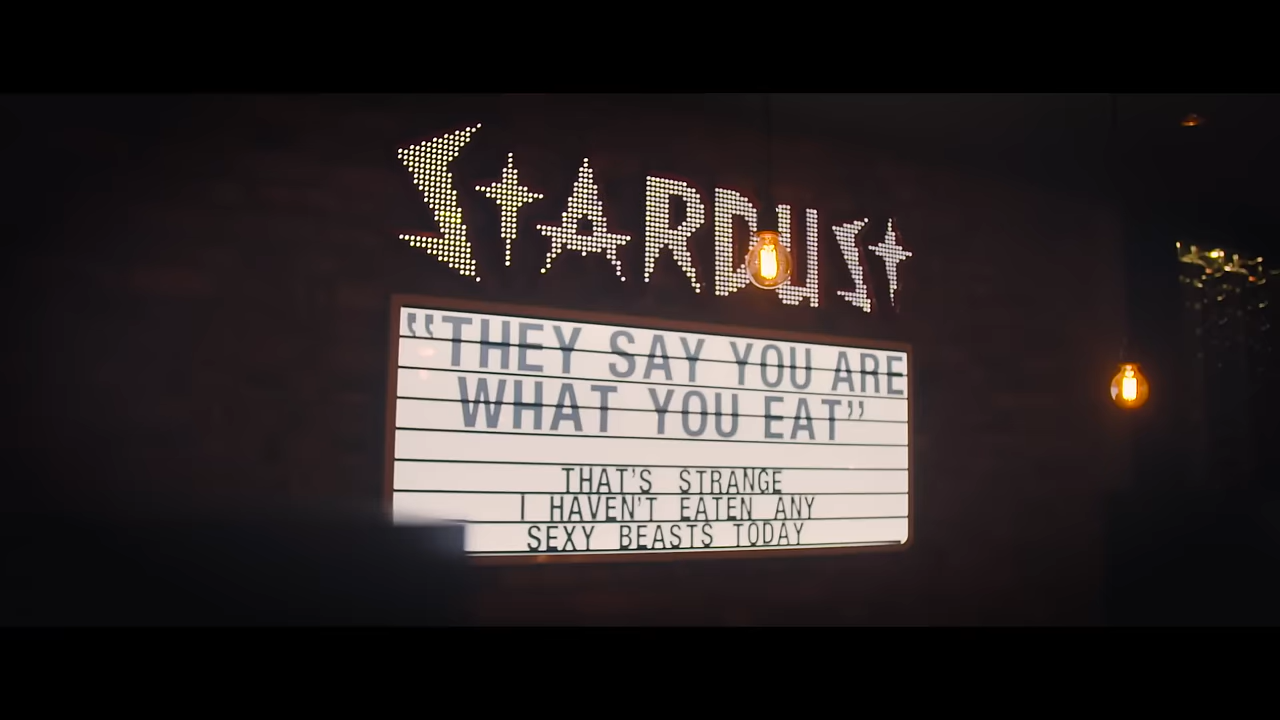 StARDUSt
“THEY SAY YOU ARE
WHAT YOU EAT”
THAT'S STRANGE
I HAVEN'T EATEN ANY
SEXY BEASTS TODAY